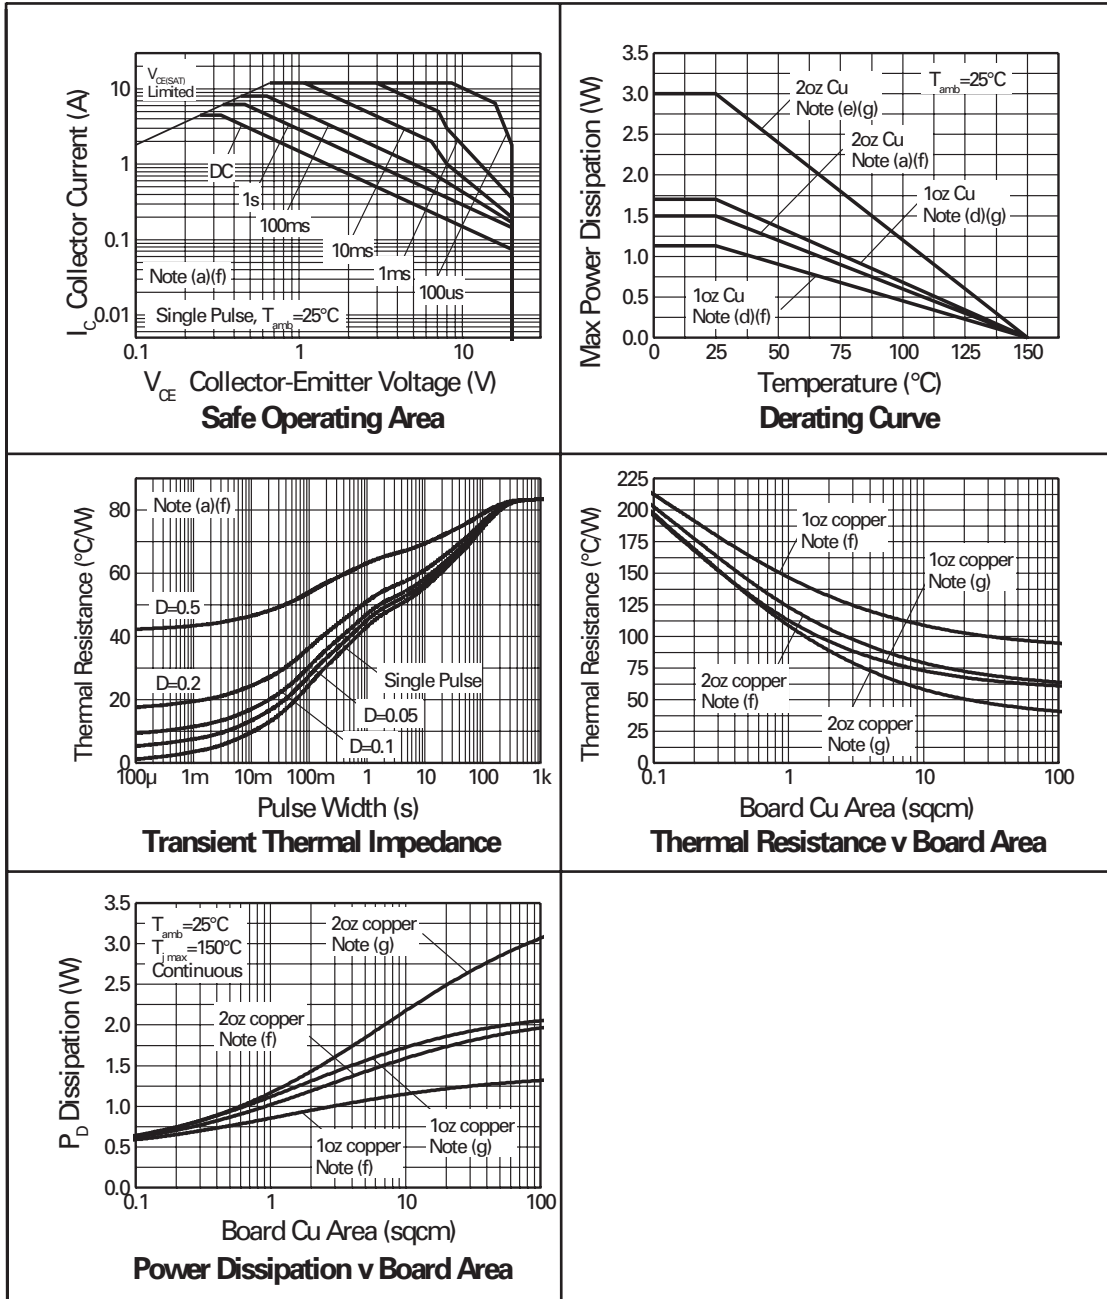 10
1
0.1
0.01
0.1
1
10
I_C Collector Current (A)
V_CE(SAT)
Limited
DC
1s
100ms
10ms
1ms
100us
Note (a)(f)
Single Pulse, T_amb=25°C
V_CE Collector-Emitter Voltage (V)
Safe Operating Area
3.5
3.0
2.5
2.0
1.5
1.0
0.5
0.0
0
25
50
75
100
125
150
Max Power Dissipation (W)
T_amb=25°C
2oz Cu
Note (e)(g)
2oz Cu
Note (a)(f)
1oz Cu
Note (d)(g)
1oz Cu
Note (d)(f)
Temperature (°C)
Derating Curve
80
60
40
20
0
100µ
1m
10m
100m
1
10
100
1k
Thermal Resistance (°C/W)
Note (a)(f)
D=0.5
D=0.2
Single Pulse
D=0.05
D=0.1
Pulse Width (s)
Transient Thermal Impedance
225
200
175
150
125
100
75
50
25
0
0.1
1
10
100
Thermal Resistance (°C/W)
1oz copper
Note (f)
1oz copper
Note (g)
2oz copper
Note (f)
2oz copper
Note (g)
Board Cu Area (sqcm)
Thermal Resistance v Board Area
3.5
3.0
2.5
2.0
1.5
1.0
0.5
0.0
0.1
1
10
100
P_D Dissipation (W)
T_amb=25°C
T_j max=150°C
Continuous
2oz copper
Note (g)
2oz copper
Note (f)
1oz copper
Note (g)
1oz copper
Note (f)
Board Cu Area (sqcm)
Power Dissipation v Board Area